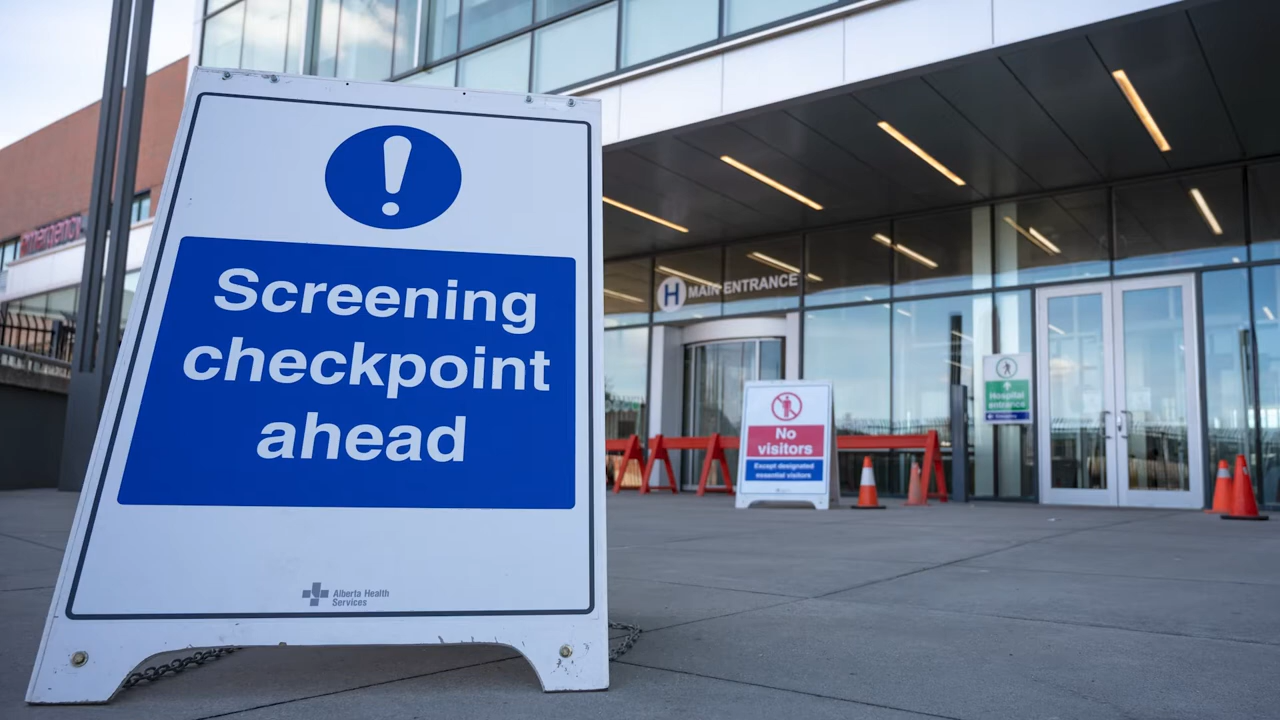 Screening
checkpoint
ahead
Alberta Health
Services
emergency
H MAIN ENTRANCE
No
visitors
Except designated
essential visitors
Hospital
entrance